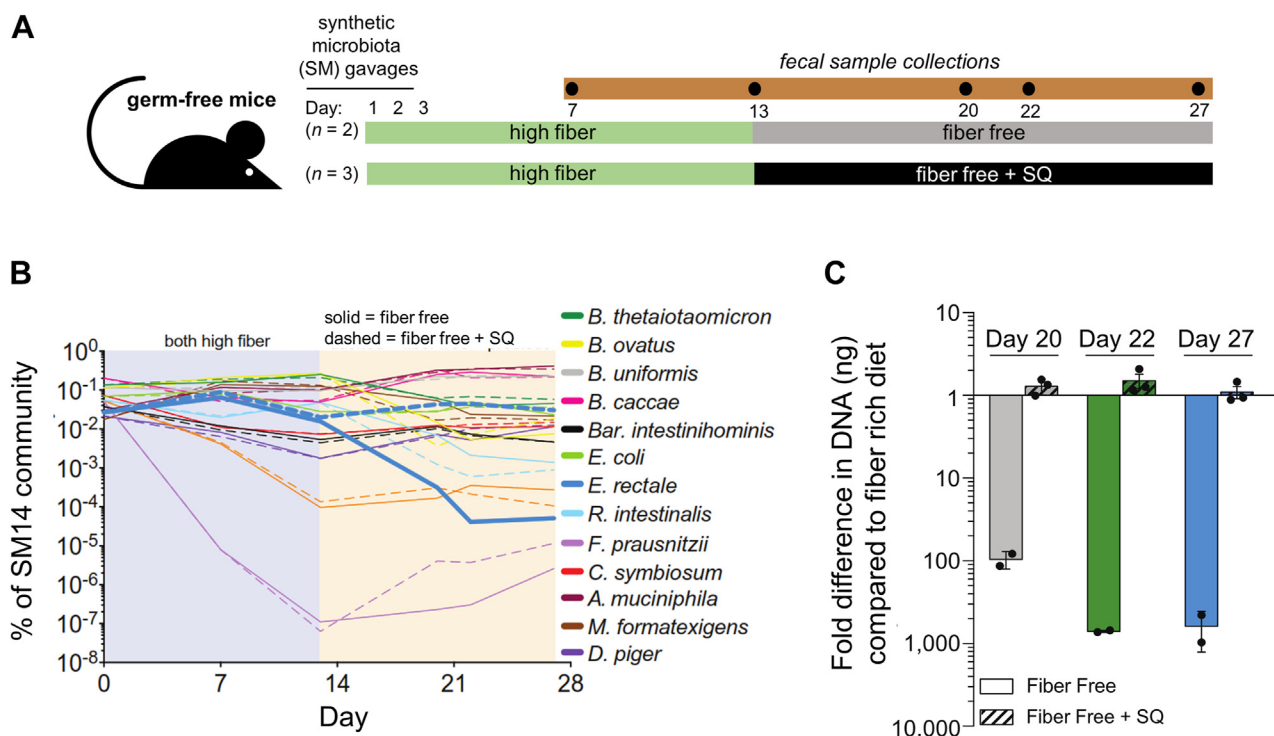 A
synthetic
microbiota
(SM) gavages
germ-free mice
Day: 1 2 3
fecal sample collections
7 13 20 22 27
(n = 2) high fiber fiber free
(n = 3) high fiber fiber free + SQ
B
both high fiber
solid = fiber free
dashed = fiber free + SQ
% of SM14 community
10⁰
10⁻¹
10⁻²
10⁻³
10⁻⁴
10⁻⁵
10⁻⁶
10⁻⁷
10⁻⁸
0 7 14 21 28
Day
B. thetaiotaomicron
B. ovatus
B. uniformis
B. caccae
Bar. intestinihominis
E. coli
E. rectale
R. intestinalis
F. prausnitzii
C. symbiosum
A. muciniphila
M. formatexigens
D. piger
C
Fold difference in DNA (ng)
compared to fiber rich diet
10
1
10
100
1,000
10,000
Day 20 Day 22 Day 27
Fiber Free
Fiber Free + SQ